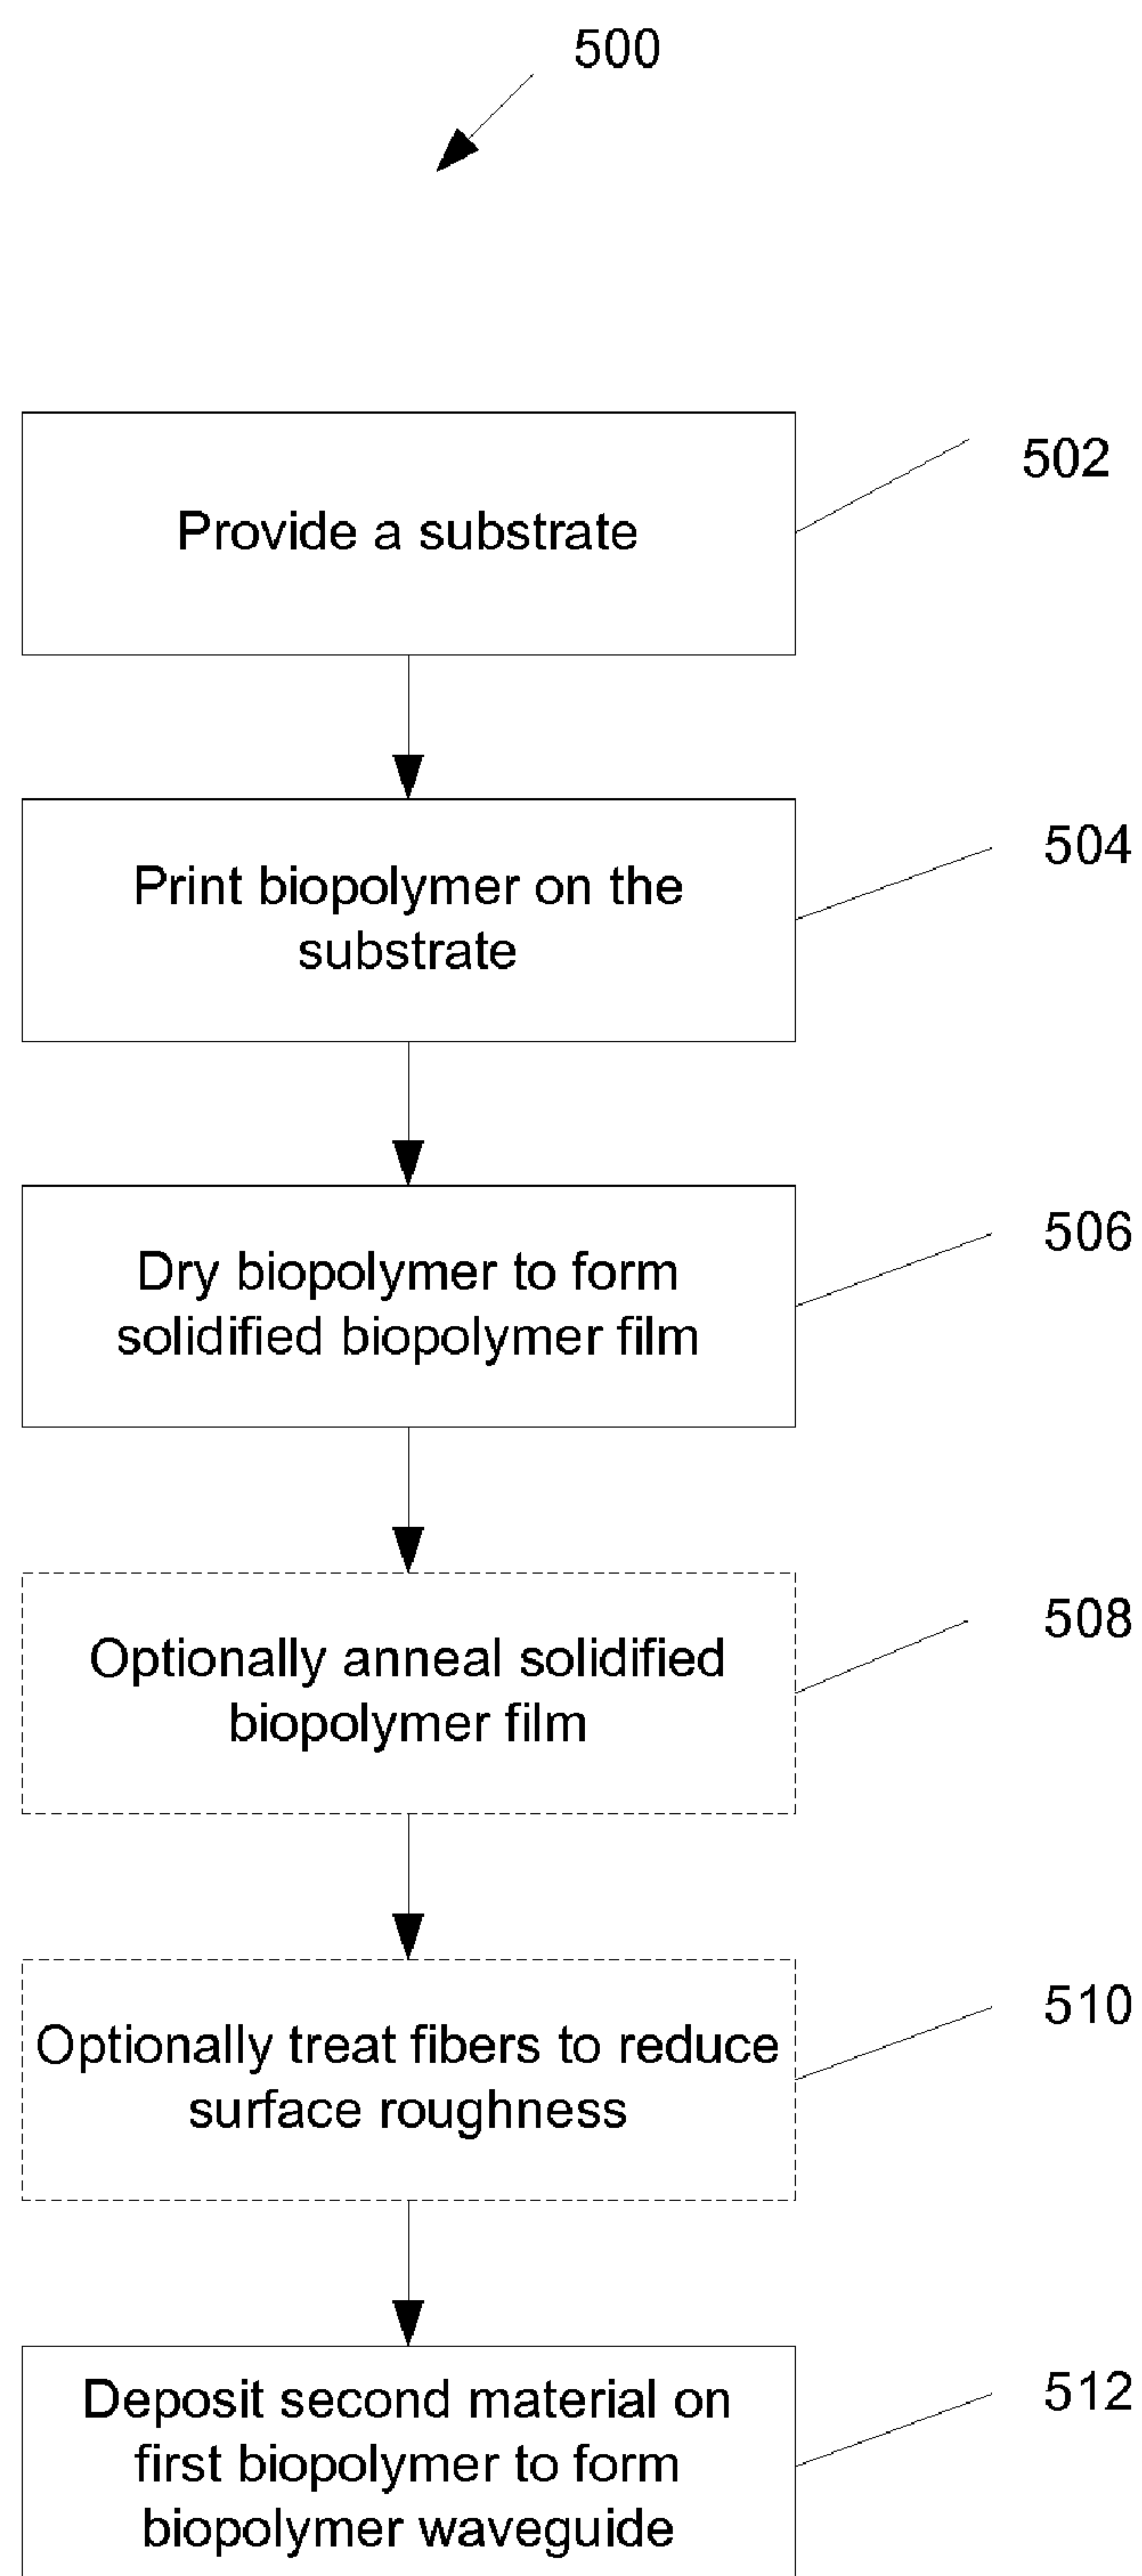 500
Provide a substrate
502
Print biopolymer on the
substrate
504
Dry biopolymer to form
solidified biopolymer film
506
Optionally anneal solidified
biopolymer film
508
Optionally treat fibers to reduce
surface roughness
510
Deposit second material on
first biopolymer to form
biopolymer waveguide
512